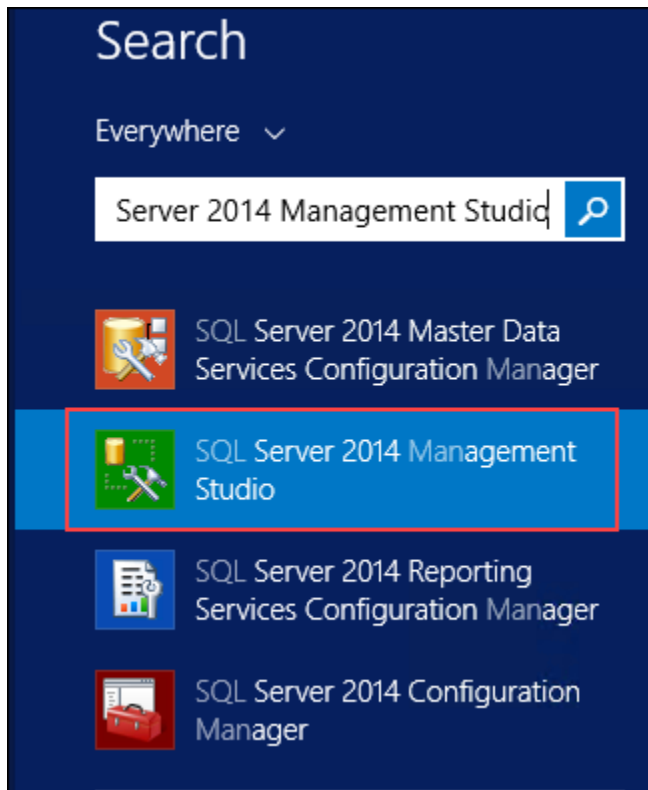 Search
Everywhere
Server 2014 Management Studio
SQL Server 2014 Master Data
Services Configuration Manager
SQL Server 2014 Management
Studio
SQL Server 2014 Reporting
Services Configuration Manager
SQL Server 2014 Configuration
Manager